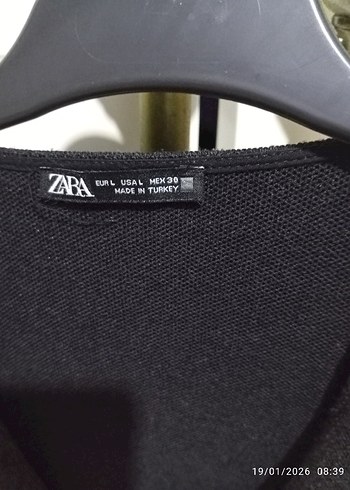 ZARA
EUR L USA L MEX 30
MADE IN TURKEY
19/01/2026 08:39